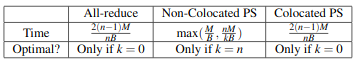 All-reduce Non-Colocated PS Colocated PS
Time 2(n−1)M/nB max(M/B, nM/kB) 2(n−1)M/nB
Optimal? Only if k = 0 Only if k = n Only if k = 0